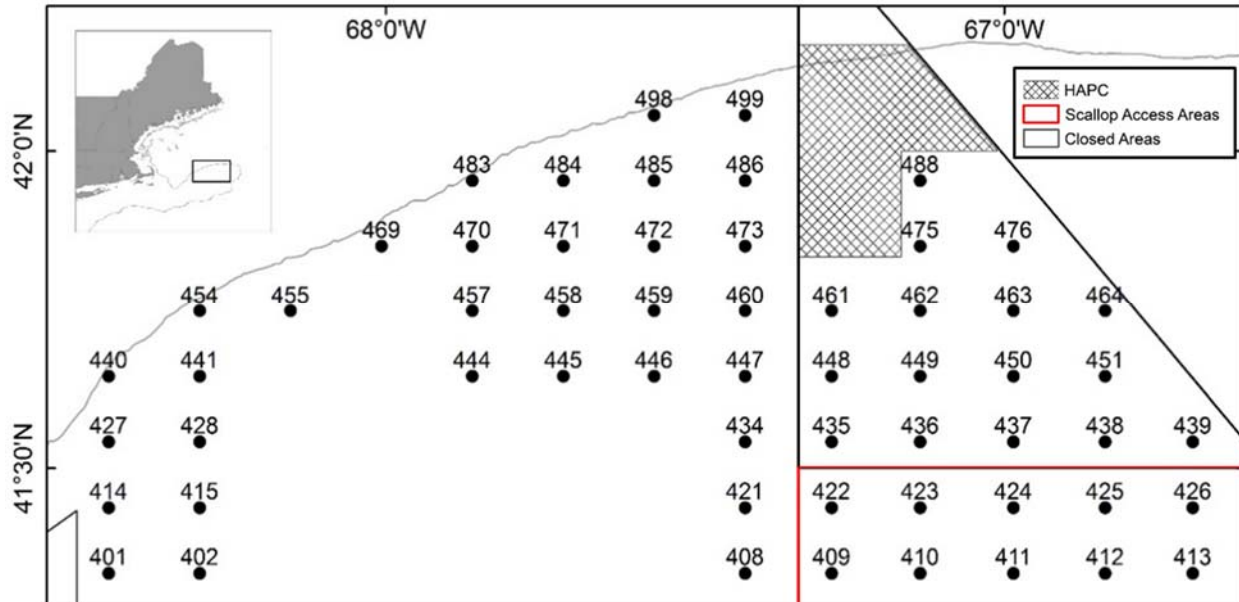 68°0'W 67°0'W
HAPC
Scallop Access Areas
Closed Areas
42°0'N
41°30'N
498 499
483 484 485 486 488
469 470 471 472 473 475 476
454 455 457 458 459 460 461 462 463 464
440 441 444 445 446 447 448 449 450 451
427 428 434 435 436 437 438 439
414 415 421 422 423 424 425 426
401 402 408 409 410 411 412 413